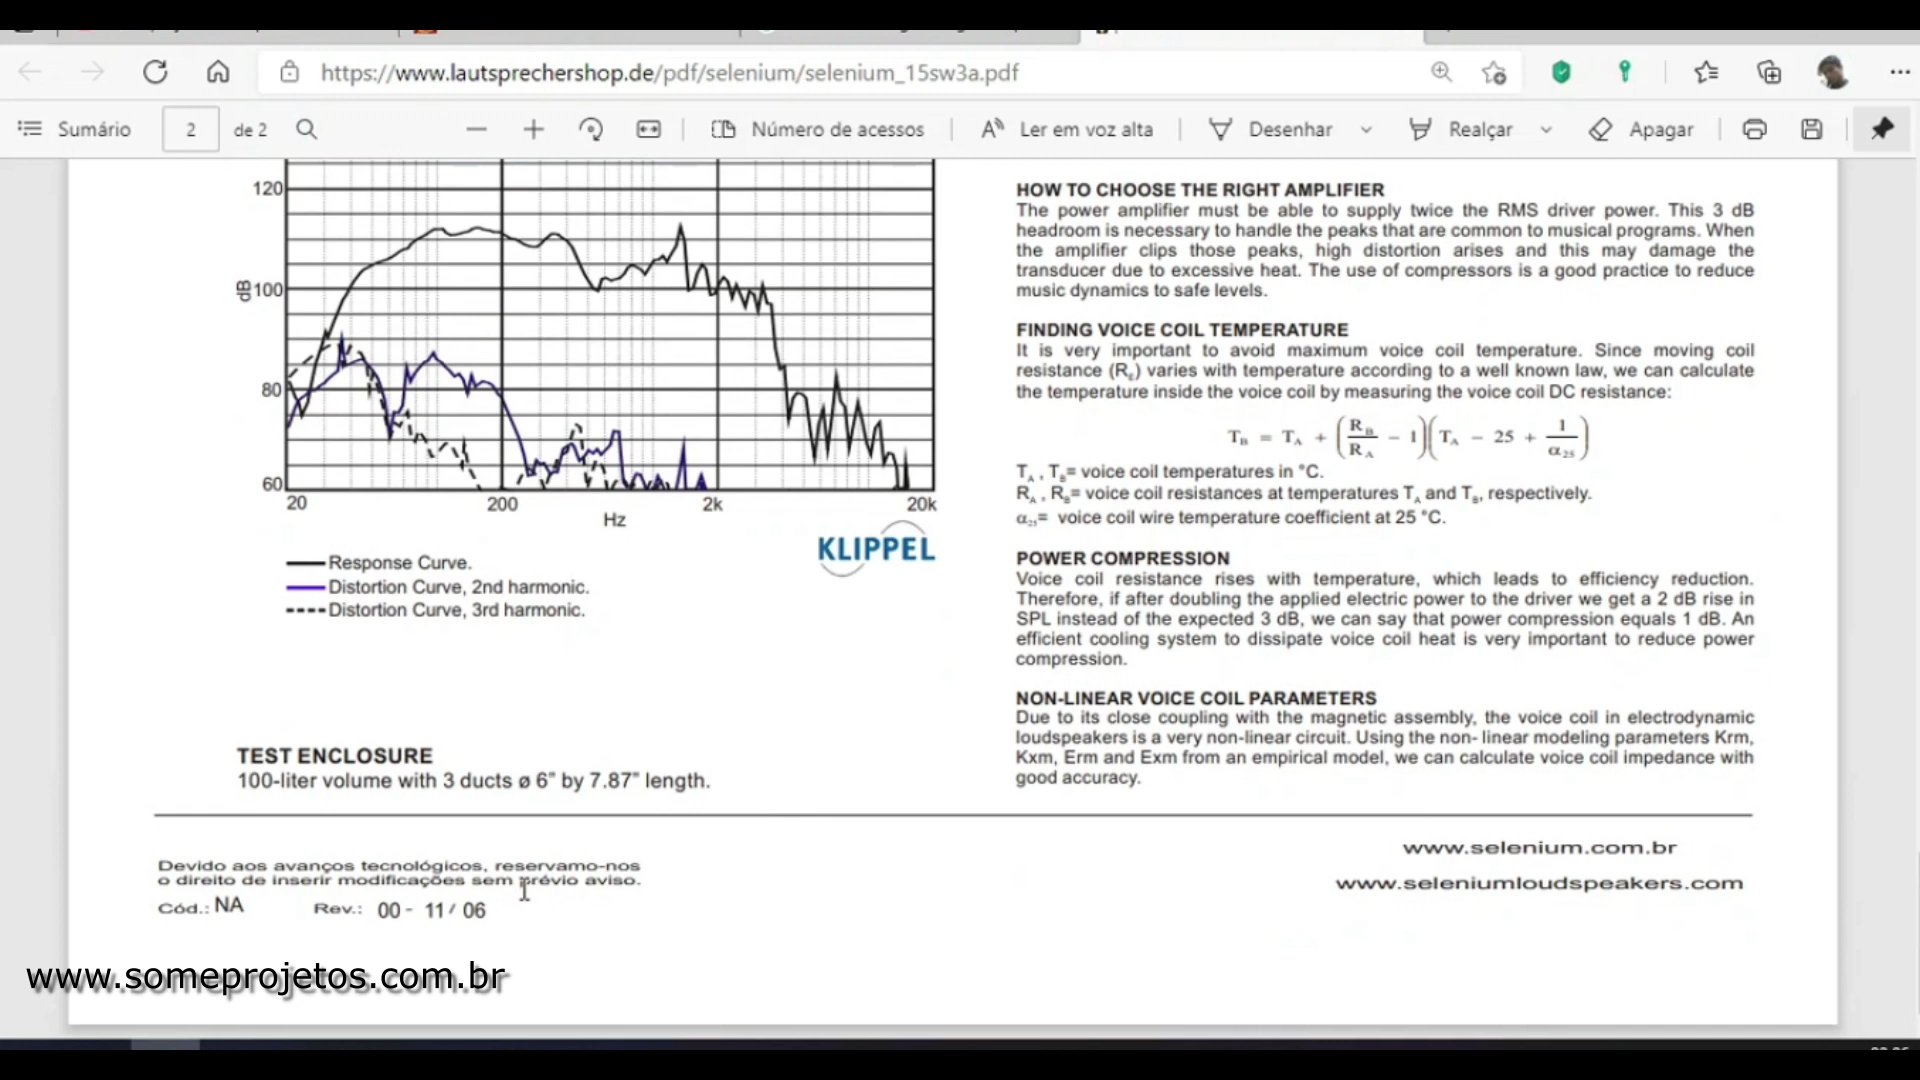 https://www.lautsprechershop.de/pdf/selenium/selenium_15sw3a.pdf
Sumário 2 de 2 Número de acessos Ler em voz alta Desenhar Realçar Apagar
120
100
80
60
dB
20 200 2k 20k
Hz
KLIPPEL
Response Curve.
Distortion Curve, 2nd harmonic.
Distortion Curve, 3rd harmonic.
TEST ENCLOSURE
100-liter volume with 3 ducts ø 6" by 7.87" length.
HOW TO CHOOSE THE RIGHT AMPLIFIER
The power amplifier must be able to supply twice the RMS driver power. This 3 dB
headroom is necessary to handle the peaks that are common to musical programs. When
the amplifier clips those peaks, high distortion arises and this may damage the
transducer due to excessive heat. The use of compressors is a good practice to reduce
music dynamics to safe levels.
FINDING VOICE COIL TEMPERATURE
It is very important to avoid maximum voice coil temperature. Since moving coil
resistance (R_E) varies with temperature according to a well known law, we can calculate
the temperature inside the voice coil by measuring the voice coil DC resistance:
T_B = T_A + (R_B/R_A − 1)(T_A − 25 + 1/α_25)
T_A , T_B= voice coil temperatures in °C.
R_A , R_B= voice coil resistances at temperatures T_A and T_B, respectively.
α_25= voice coil wire temperature coefficient at 25 °C.
POWER COMPRESSION
Voice coil resistance rises with temperature, which leads to efficiency reduction.
Therefore, if after doubling the applied electric power to the driver we get a 2 dB rise in
SPL instead of the expected 3 dB, we can say that power compression equals 1 dB. An
efficient cooling system to dissipate voice coil heat is very important to reduce power
compression.
NON-LINEAR VOICE COIL PARAMETERS
Due to its close coupling with the magnetic assembly, the voice coil in electrodynamic
loudspeakers is a very non-linear circuit. Using the non- linear modeling parameters Krm,
Kxm, Erm and Exm from an empirical model, we can calculate voice coil impedance with
good accuracy.
Devido aos avanços tecnológicos, reservamo-nos
o direito de inserir modificações sem prévio aviso.
Cód.: NA Rev.: 00 - 11 / 06
www.selenium.com.br
www.seleniumloudspeakers.com
www.someprojetos.com.br